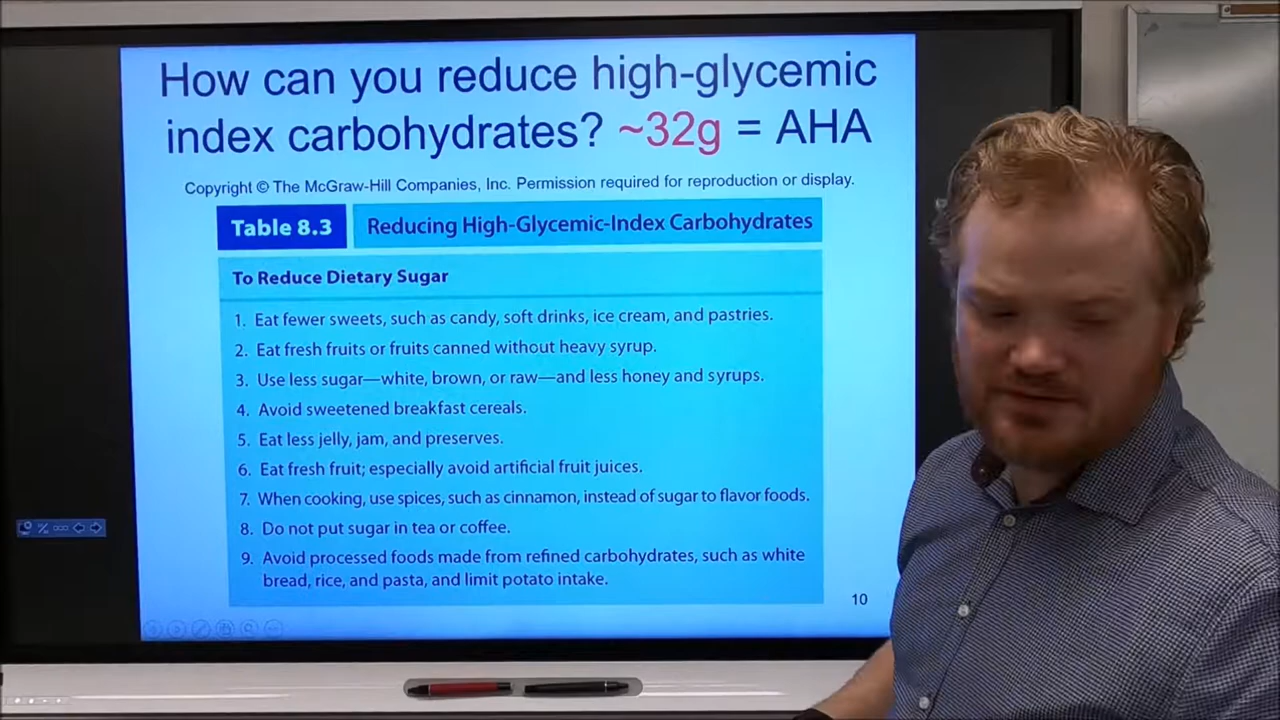 How can you reduce high-glycemic
index carbohydrates? ~32g = AHA
Copyright © The McGraw-Hill Companies, Inc. Permission required for reproduction or display.
Table 8.3 Reducing High-Glycemic-Index Carbohydrates
To Reduce Dietary Sugar
1. Eat fewer sweets, such as candy, soft drinks, ice cream, and pastries.
2. Eat fresh fruits or fruits canned without heavy syrup.
3. Use less sugar—white, brown, or raw—and less honey and syrups.
4. Avoid sweetened breakfast cereals.
5. Eat less jelly, jam, and preserves.
6. Eat fresh fruit; especially avoid artificial fruit juices.
7. When cooking, use spices, such as cinnamon, instead of sugar to flavor foods.
8. Do not put sugar in tea or coffee.
9. Avoid processed foods made from refined carbohydrates, such as white
bread, rice, and pasta, and limit potato intake.
10